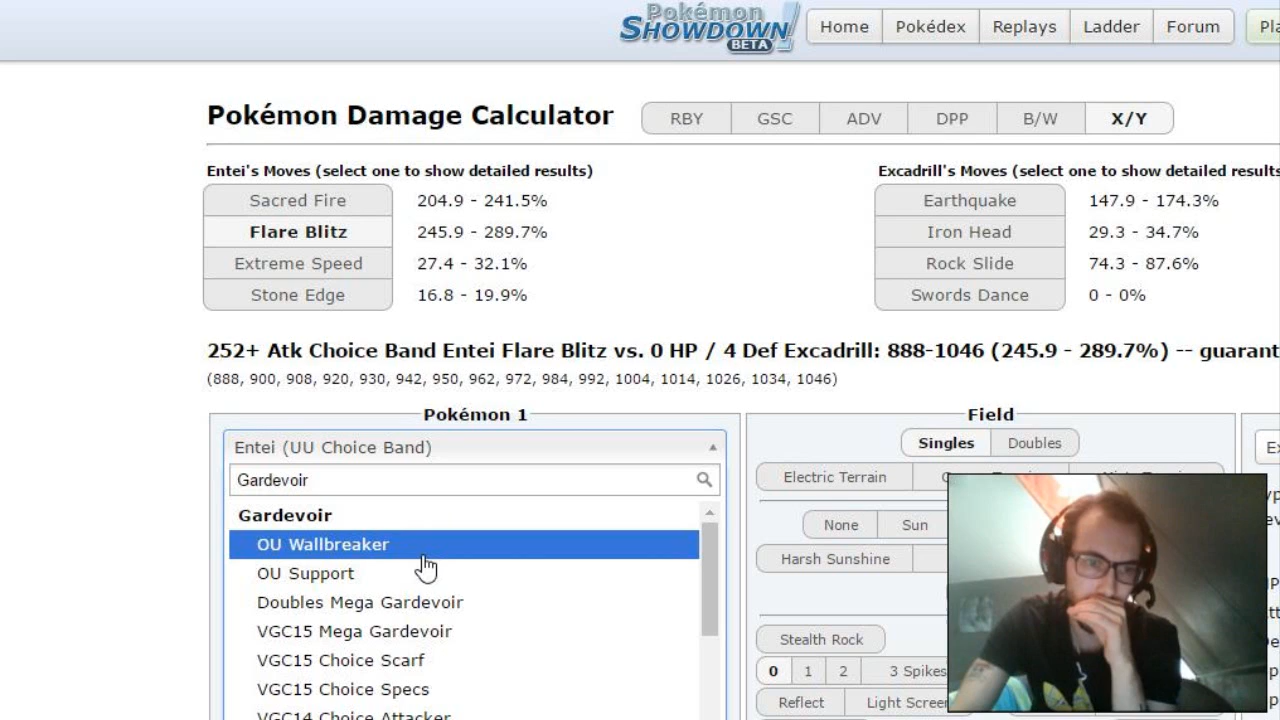 Pokémon
SHOWDOWN
BETA
Home Pokédex Replays Ladder Forum
Pokémon Damage Calculator RBY GSC ADV DPP B/W X/Y
Entei's Moves (select one to show detailed results)
Sacred Fire 204.9 - 241.5%
Flare Blitz 245.9 - 289.7%
Extreme Speed 27.4 - 32.1%
Stone Edge 16.8 - 19.9%
Excadrill's Moves (select one to show detailed results
Earthquake 147.9 - 174.3%
Iron Head 29.3 - 34.7%
Rock Slide 74.3 - 87.6%
Swords Dance 0 - 0%
252+ Atk Choice Band Entei Flare Blitz vs. 0 HP / 4 Def Excadrill: 888-1046 (245.9 - 289.7%) -- guarant
(888, 900, 908, 920, 930, 942, 950, 962, 972, 984, 992, 1004, 1014, 1026, 1034, 1046)
Pokémon 1
Entei (UU Choice Band)
Gardevoir
Gardevoir
OU Wallbreaker
OU Support
Doubles Mega Gardevoir
VGC15 Mega Gardevoir
VGC15 Choice Scarf
VGC15 Choice Specs
VGC14 Choice Attacker
Field
Singles Doubles
Electric Terrain
None Sun
Harsh Sunshine
Stealth Rock
0 1 2 3 Spikes
Reflect Light Screen